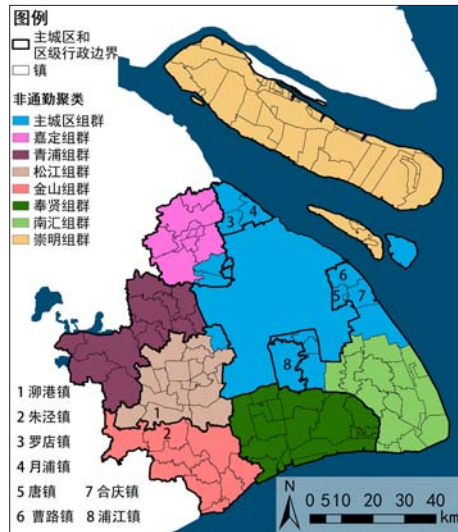 图例
主城区和
区级行政边界
镇
非通勤聚类
主城区组群
嘉定组群
青浦组群
松江组群
金山组群
奉贤组群
南汇组群
崇明组群
3 4
6
5 7
8
1
2
1 泖港镇
2 朱泾镇
3 罗店镇
4 月浦镇
5 唐镇 7 合庆镇
6 曹路镇 8 浦江镇
N
0 5 10 20 30 40
km